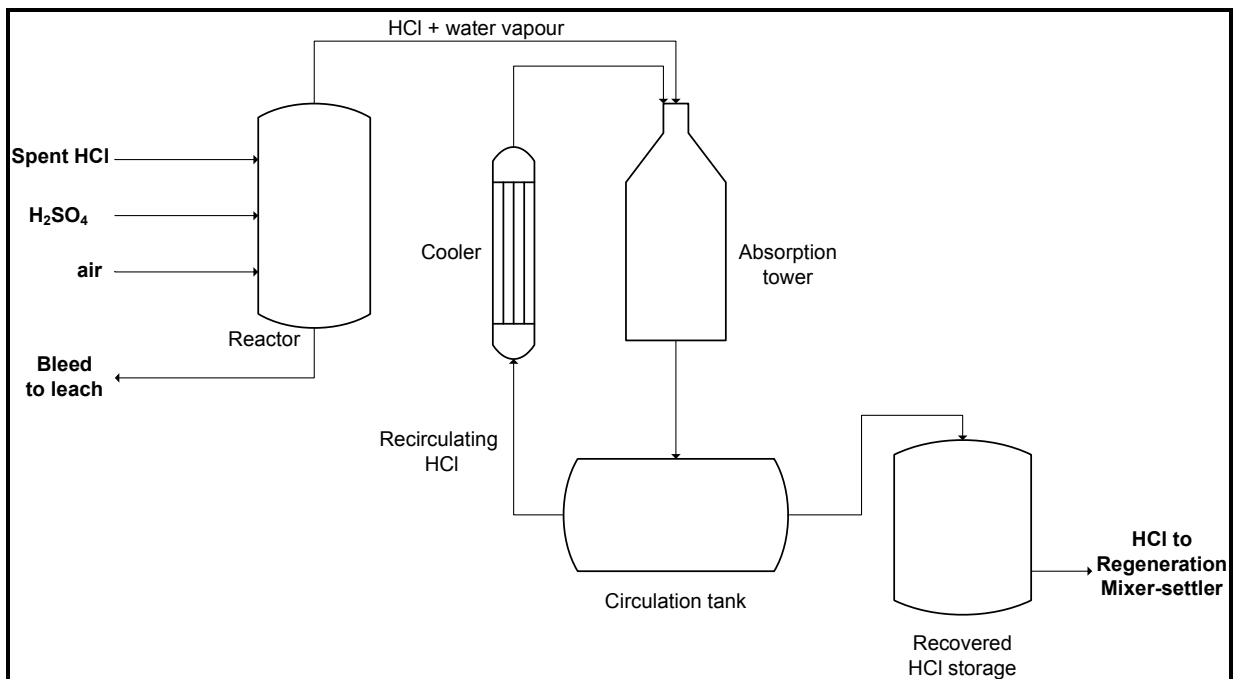 HCl + water vapour
Spent HCl
H₂SO₄
air
Reactor
Bleed
to leach
Cooler
Absorption
tower
Recirculating
HCl
Circulation tank
HCl to
Regeneration
Mixer-settler
Recovered
HCl storage